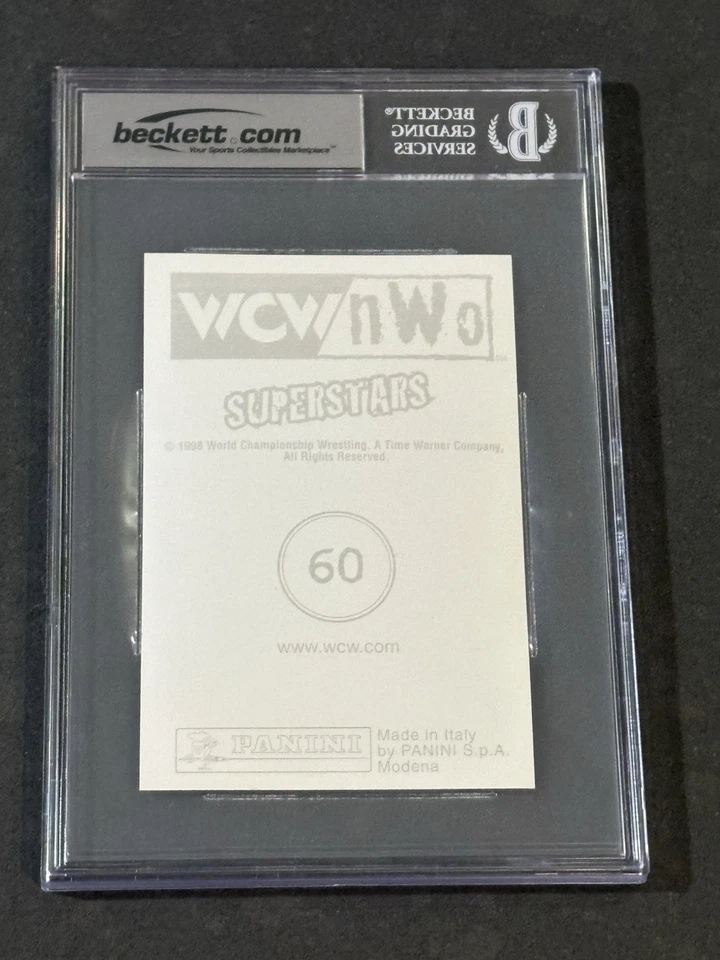 beckett.com
Your Sports Collectibles Marketplace™
BECKETT®
GRADING
SERVICES
B
WCW/nWo
SUPERSTARS
© 1998 World Championship Wrestling, A Time Warner Company,
All Rights Reserved.
60
www.wcw.com
PANINI
Made in Italy
by PANINI S.p.A.
Modena